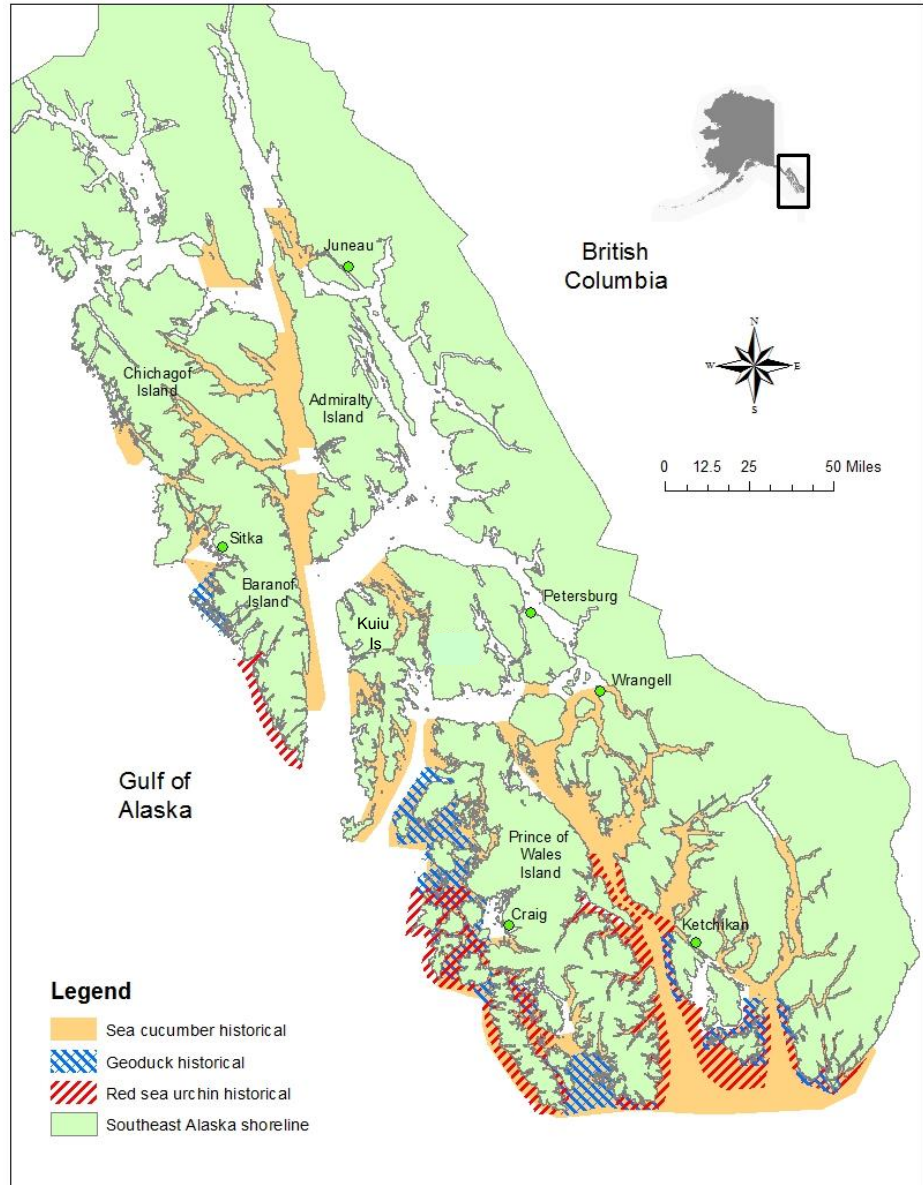 Juneau
British
Columbia
N
W
E
S
Chichagof
Island
Admiralty
Island
0 12.5 25 50 Miles
Sitka
Baranof
Island
Kuiu
Is
Petersburg
Wrangell
Gulf of
Alaska
Prince of
Wales
Island
Craig
Ketchikan
Legend
Sea cucumber historical
Geoduck historical
Red sea urchin historical
Southeast Alaska shoreline